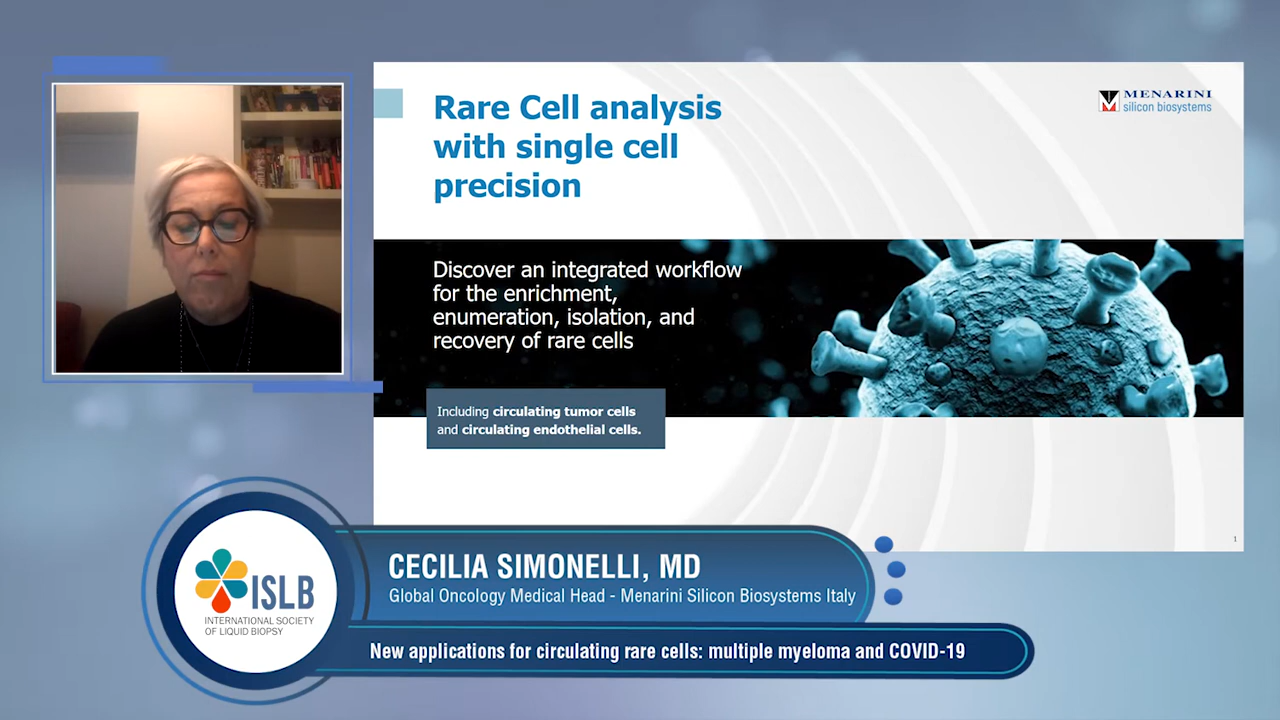 Rare Cell analysis
with single cell
precision
MENARINI
silicon biosystems
Discover an integrated workflow
for the enrichment,
enumeration, isolation, and
recovery of rare cells
Including circulating tumor cells
and circulating endothelial cells.
1
ISLB
INTERNATIONAL SOCIETY
OF LIQUID BIOPSY
CECILIA SIMONELLI, MD
Global Oncology Medical Head - Menarini Silicon Biosystems Italy
New applications for circulating rare cells: multiple myeloma and COVID-19